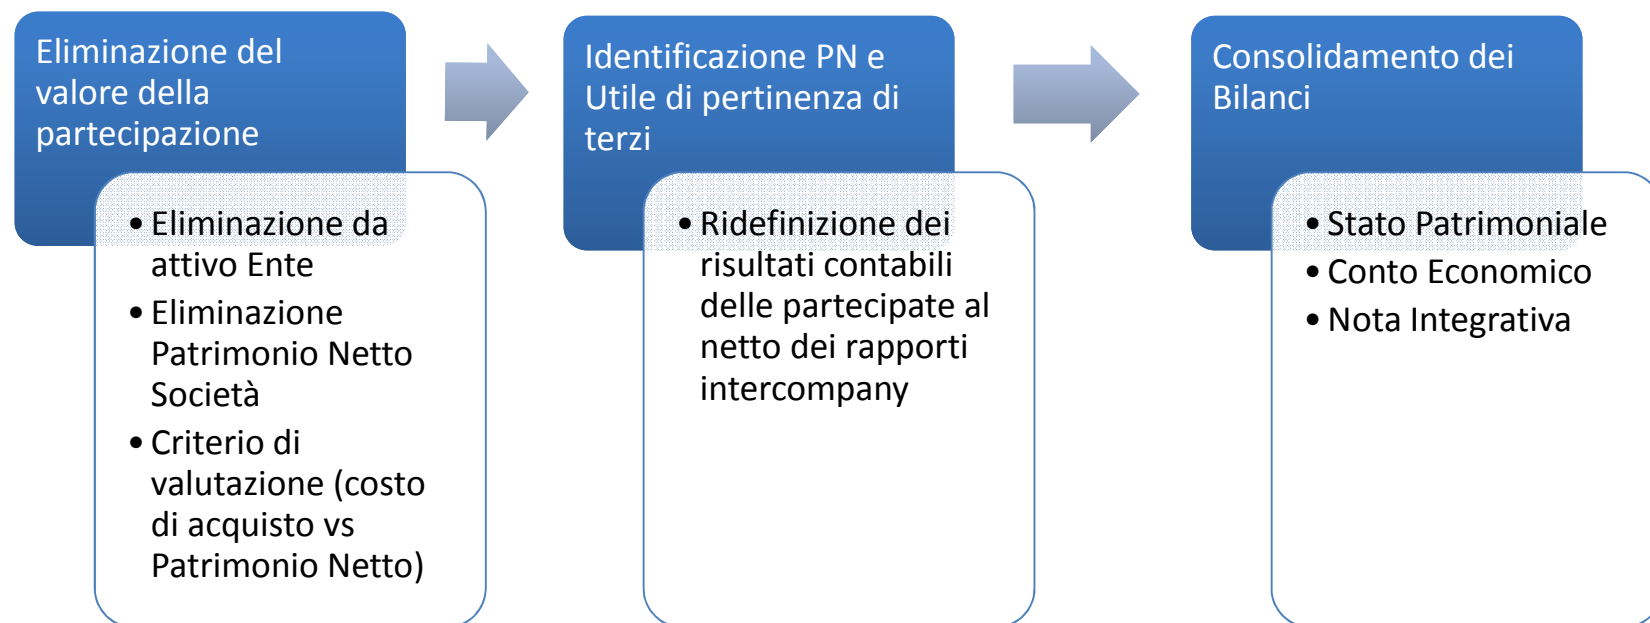 Eliminazione del
valore della
partecipazione
• Eliminazione da
attivo Ente
• Eliminazione
Patrimonio Netto
Società
• Criterio di
valutazione (costo
di acquisto vs
Patrimonio Netto)
Identificazione PN e
Utile di pertinenza di
terzi
• Ridefinizione dei
risultati contabili
delle partecipate al
netto dei rapporti
intercompany
Consolidamento dei
Bilanci
• Stato Patrimoniale
• Conto Economico
• Nota Integrativa